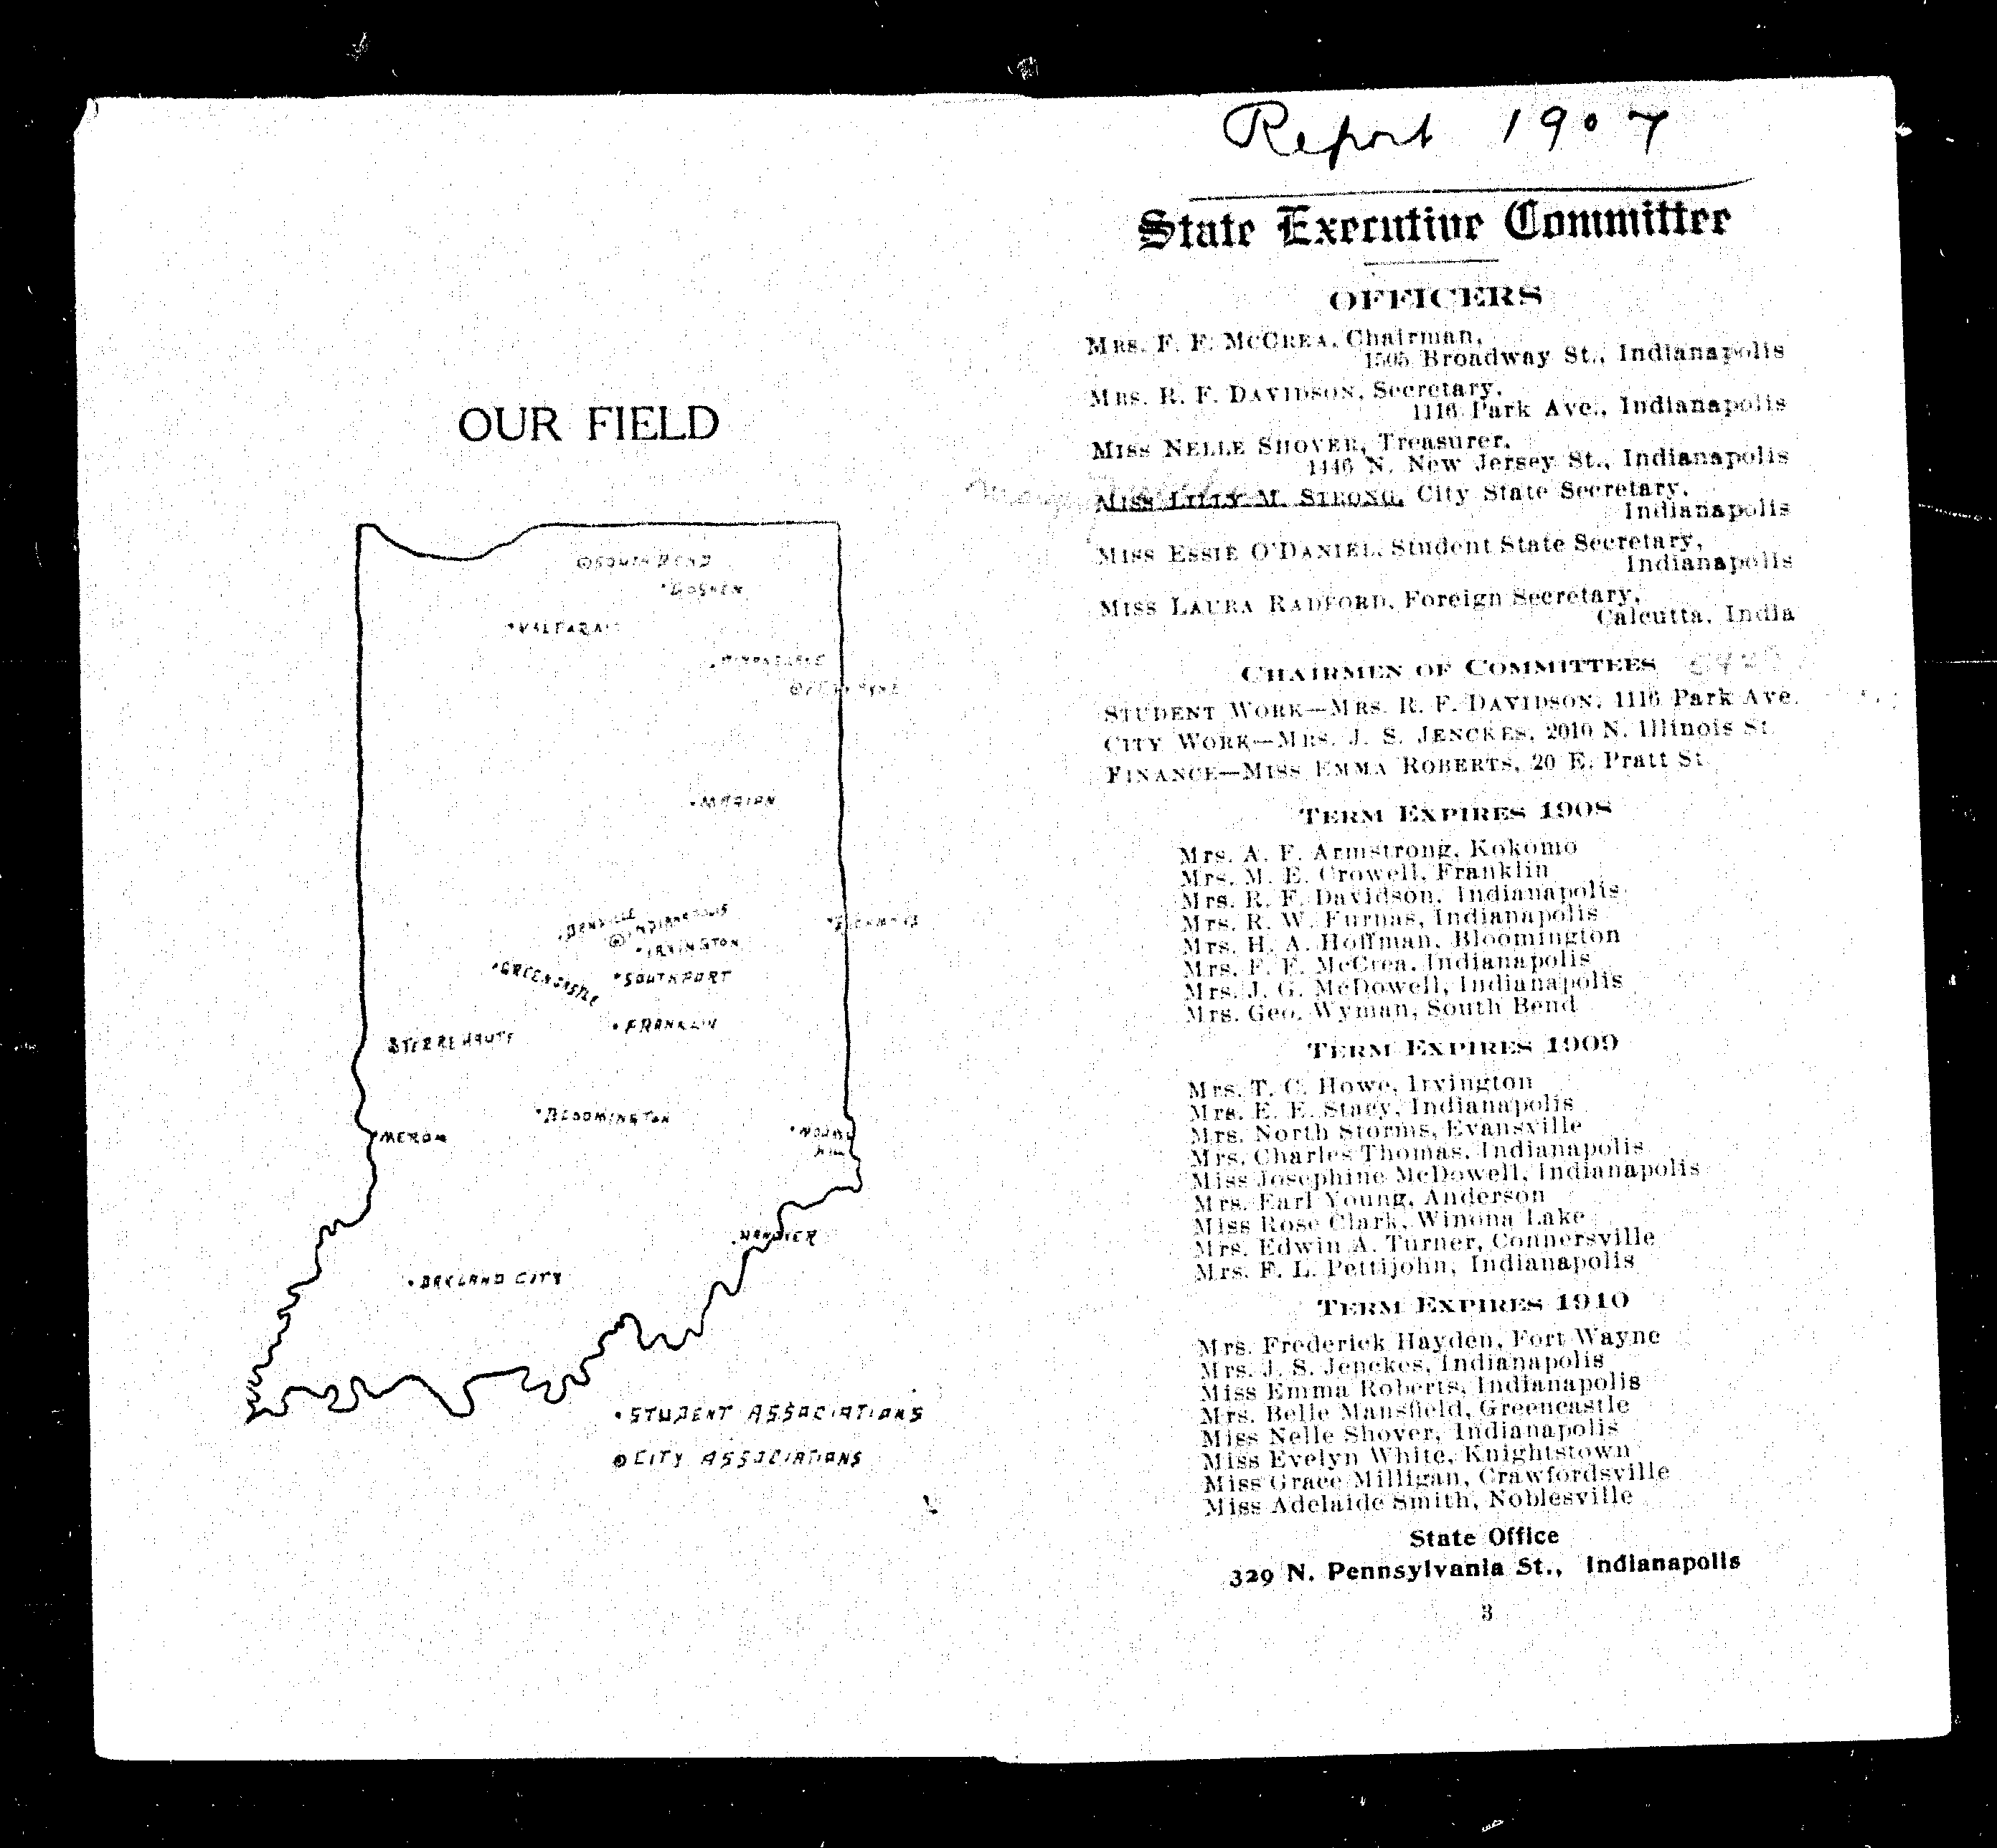 OUR FIELD
SOUTH BEND
GOSHEN
VALPARAI
MARION
DANVILLE
INDIANAPOLIS
IRVINGTON
GREENCASTLE
SOUTHPORT
FRANKLIN
TERRE HAUTE
BLOOMINGTON
MEROM
HANOVER
OAKLAND CITY
STUDENT ASSOCIATIONS
CITY ASSOCIATIONS
Report 1907
State Executive Committee
OFFICERS
MRS. F. F. MCCREA, Chairman,
1505 Broadway St., Indianapolis
MRS. R. F. DAVIDSON, Secretary,
1116 Park Ave., Indianapolis
MISS NELLE SHOVER, Treasurer,
1446 N. New Jersey St., Indianapolis
MISS LILLY M. STRONG, City State Secretary,
Indianapolis
MISS ESSIE O'DANIEL, Student State Secretary,
Indianapolis
MISS LAURA RADFORD, Foreign Secretary,
Calcutta, India
CHAIRMEN OF COMMITTEES
STUDENT WORK—MRS. R. F. DAVIDSON, 1116 Park Ave.
CITY WORK—MRS. J. S. JENCKES, 2010 N. Illinois St.
FINANCE—MISS EMMA ROBERTS, 20 E. Pratt St.
TERM EXPIRES 1908
Mrs. A. F. Armstrong, Kokomo
Mrs. M. E. Crowell, Franklin
Mrs. R. F. Davidson, Indianapolis
Mrs. R. W. Furnas, Indianapolis
Mrs. H. A. Hoffman, Bloomington
Mrs. F. F. McCrea, Indianapolis
Mrs. J. G. McDowell, Indianapolis
Mrs. Geo. Wyman, South Bend
TERM EXPIRES 1909
Mrs. T. C. Howe, Irvington
Mrs. E. E. Stacy, Indianapolis
Mrs. North Storms, Evansville
Mrs. Charles Thomas, Indianapolis
Miss Josephine McDowell, Indianapolis
Mrs. Earl Young, Anderson
Miss Rose Clark, Winona Lake
Mrs. Edwin A. Turner, Connersville
Mrs. F. L. Pettijohn, Indianapolis
TERM EXPIRES 1910
Mrs. Frederick Hayden, Fort Wayne
Mrs. J. S. Jenckes, Indianapolis
Miss Emma Roberts, Indianapolis
Mrs. Belle Mansfield, Greencastle
Miss Nelle Shover, Indianapolis
Miss Evelyn White, Knightstown
Miss Grace Milligan, Crawfordsville
Miss Adelaide Smith, Noblesville
State Office
329 N. Pennsylvania St., Indianapolis
3